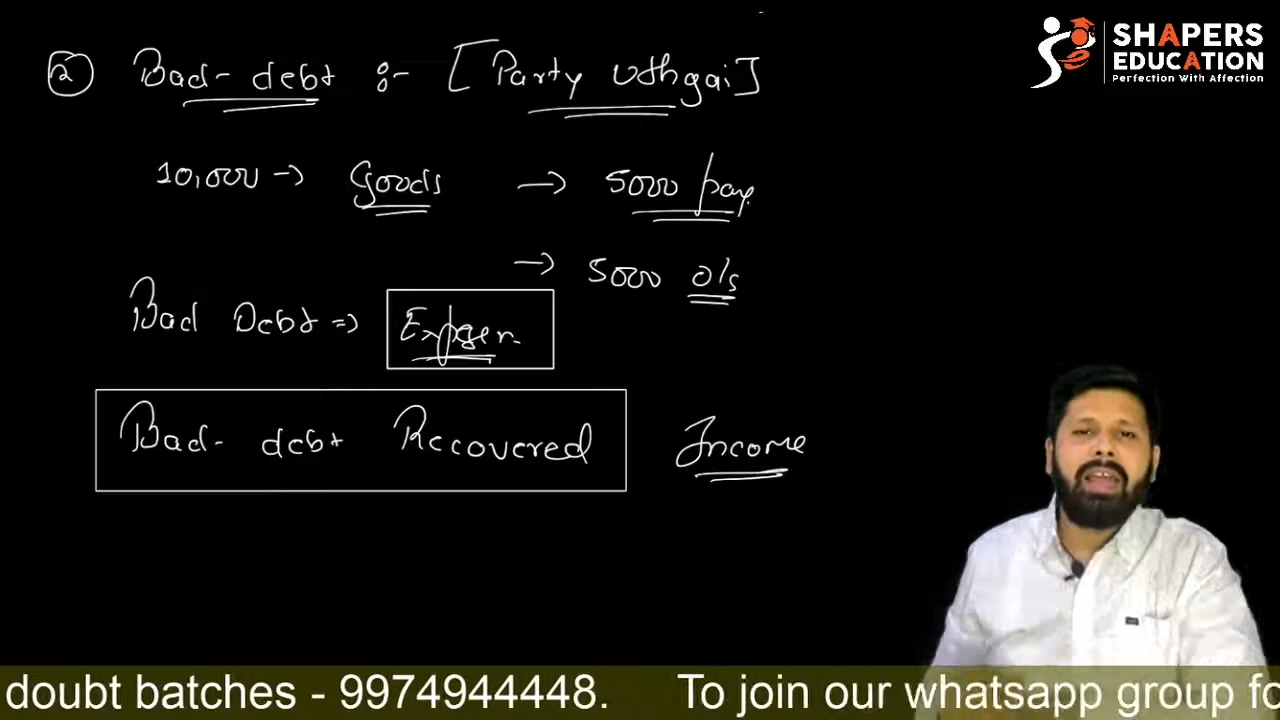 SHAPERS
EDUCATION
Perfection With Affection
② Bad-debt :- [Party Uthgai]
10,000 → Goods → 5000 pay.
→ 5000 o/s
Bad Debt ⇒ Expen.
Bad-debt Recovered Income
doubt batches - 9974944448. To join our whatsapp group fo